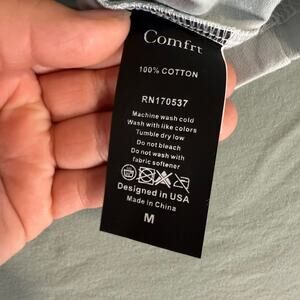 Comfrt
100% COTTON
RN170537
Machine wash cold
Wash with like colors
Tumble dry low
Do not bleach
Do not wash with
fabric softener
Designed in USA
Made in China
M